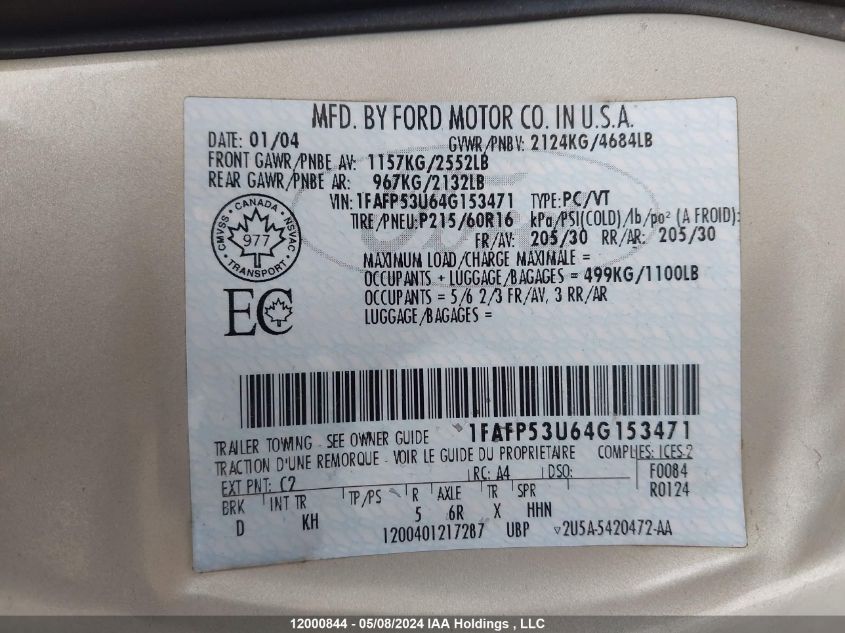 MFD. BY FORD MOTOR CO. IN U.S.A.
DATE: 01/04 GVWR/PNBV: 2124KG/4684LB
FRONT GAWR/PNBE AV: 1157KG/2552LB
REAR GAWR/PNBE AR: 967KG/2132LB
VIN: 1FAFP53U64G153471 TYPE: PC/VT
TIRE/PNEU: P215/60R16 kPa/PSI(COLD)/lb/po² (A FROID):
FR/AV: 205/30 RR/AR: 205/30
MAXIMUM LOAD/CHARGE MAXIMALE =
OCCUPANTS + LUGGAGE/BAGAGES = 499KG/1100LB
OCCUPANTS = 5/6 2/3 FR/AV, 3 RR/AR
LUGGAGE/BAGAGES =
CANADA
CMVSS
NSVAC
977
TRANSPORT
EC
1FAFP53U64G153471
TRAILER TOWING - SEE OWNER GUIDE
TRACTION D'UNE REMORQUE - VOIR LE GUIDE DU PROPRIETAIRE COMPLIES: ICES-2
EXT PNT: C2 RC: A4 DSO: F0084
R0124
BRK INT TR TP/PS R AXLE TR SPR
D KH 5 6R X HHN
1200401217287 UBP 2U5A-5420472-AA
12000844 - 05/08/2024 IAA Holdings , LLC